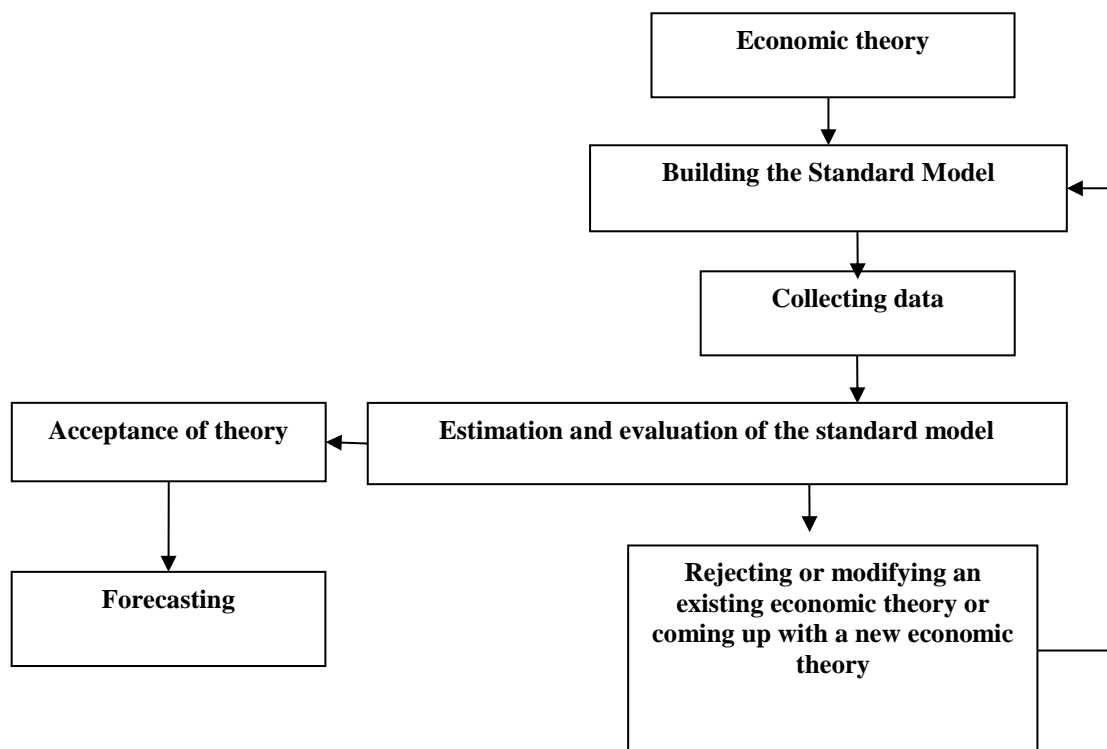 Economic theory
Building the Standard Model
Collecting data
Acceptance of theory
Estimation and evaluation of the standard model
Forecasting
Rejecting or modifying an
existing economic theory or
coming up with a new economic
theory